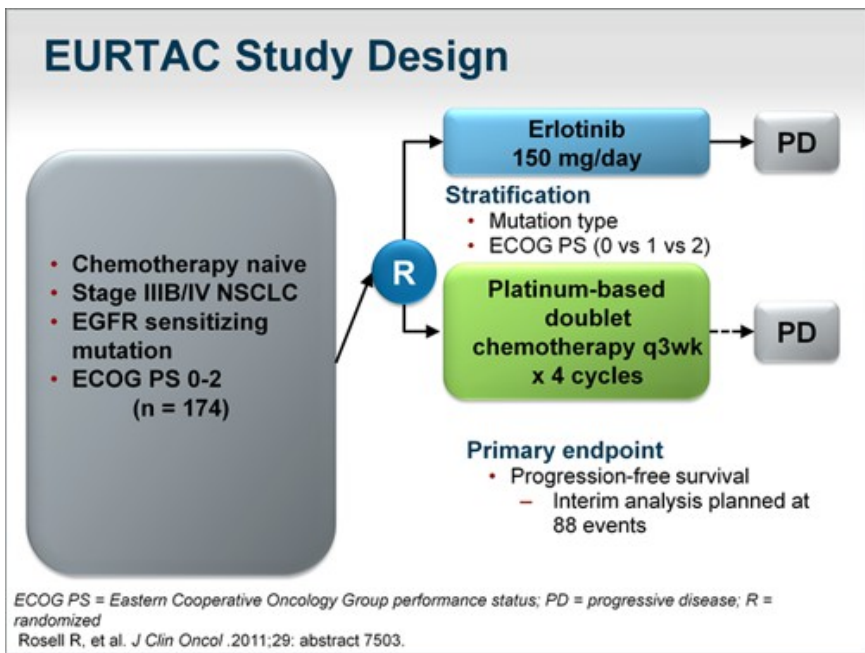 EURTAC Study Design
• Chemotherapy naive
• Stage IIIB/IV NSCLC
• EGFR sensitizing
mutation
• ECOG PS 0-2
(n = 174)
R
Erlotinib
150 mg/day
PD
Stratification
• Mutation type
• ECOG PS (0 vs 1 vs 2)
Platinum-based
doublet
chemotherapy q3wk
x 4 cycles
PD
Primary endpoint
• Progression-free survival
– Interim analysis planned at
88 events
ECOG PS = Eastern Cooperative Oncology Group performance status; PD = progressive disease; R =
randomized
Rosell R, et al. J Clin Oncol .2011;29: abstract 7503.